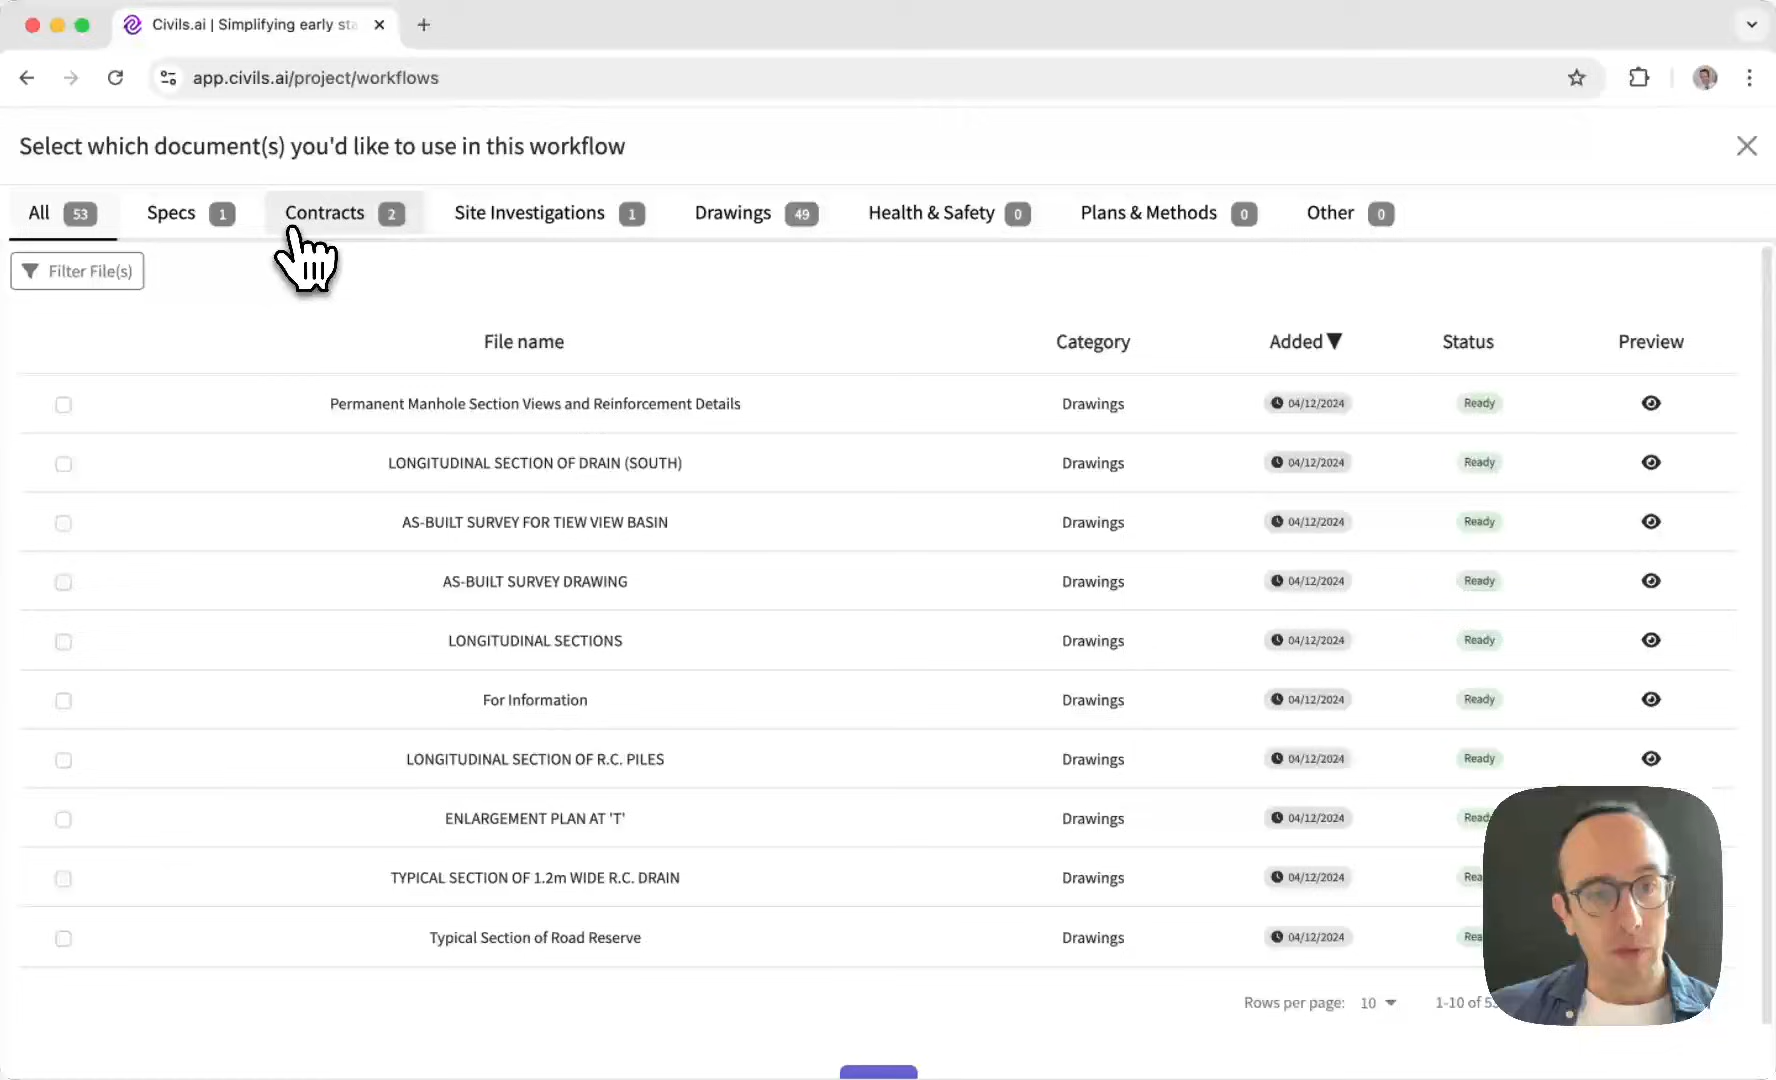 Civils.ai | Simplifying early sta
app.civils.ai/project/workflows
Select which document(s) you'd like to use in this workflow
All 53 Specs 1 Contracts 2 Site Investigations 1 Drawings 49 Health & Safety 0 Plans & Methods 0 Other 0
Filter File(s)
File name Category Added Status Preview
Permanent Manhole Section Views and Reinforcement Details Drawings 04/12/2024 Ready
LONGITUDINAL SECTION OF DRAIN (SOUTH) Drawings 04/12/2024 Ready
AS-BUILT SURVEY FOR TIEW VIEW BASIN Drawings 04/12/2024 Ready
AS-BUILT SURVEY DRAWING Drawings 04/12/2024 Ready
LONGITUDINAL SECTIONS Drawings 04/12/2024 Ready
For Information Drawings 04/12/2024 Ready
LONGITUDINAL SECTION OF R.C. PILES Drawings 04/12/2024 Ready
ENLARGEMENT PLAN AT 'T' Drawings 04/12/2024 Read
TYPICAL SECTION OF 1.2m WIDE R.C. DRAIN Drawings 04/12/2024 Rea
Typical Section of Road Reserve Drawings 04/12/2024 Rea
Rows per page: 10 1-10 of 53